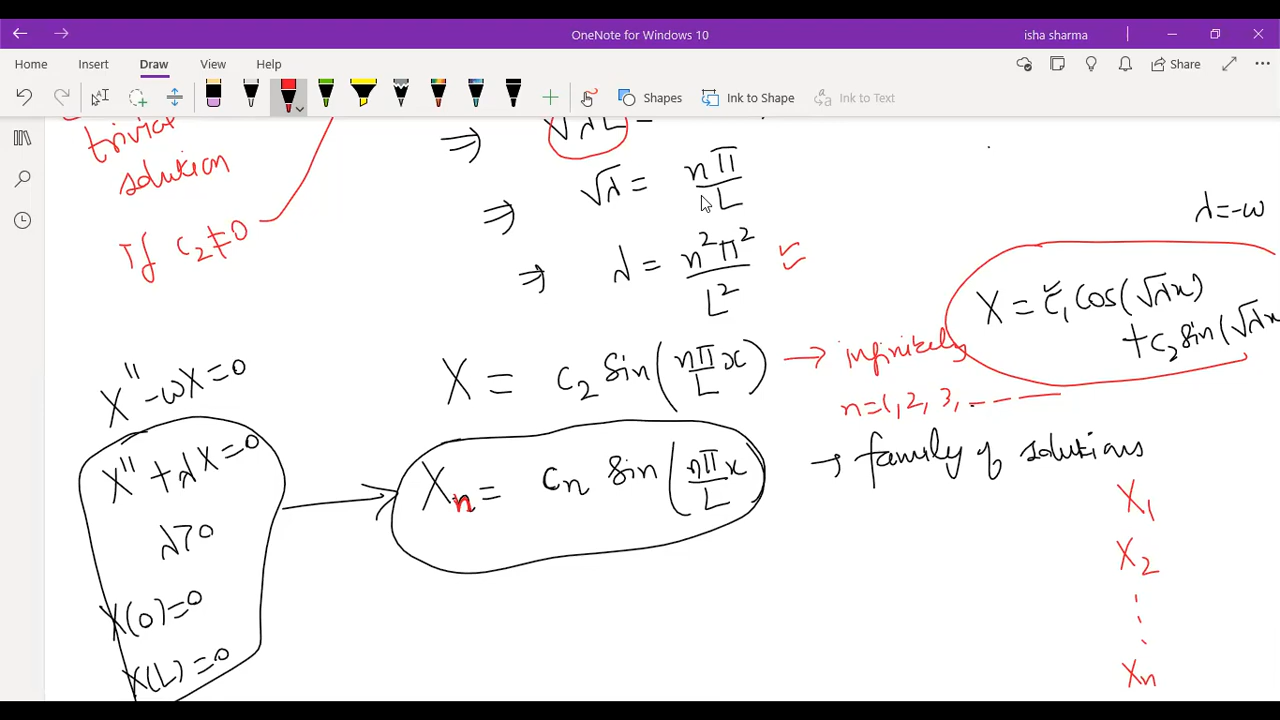 OneNote for Windows 10
isha sharma
Home Insert Draw View Help
Share
Shapes
Ink to Shape
Ink to Text
trivial
solution
If c₂≠0
⇒ √λL =
⇒ √λ = nπ/L
⇒ λ = n²π²/L²
λ=-ω
X = c₁ cos(√λx)
+c₂ sin(√λx
X = c₂ sin(nπ/L x) → infinitely
n=1, 2, 3, - - - -
X'' - ωX = 0
X'' + λX = 0
λ>0
X(0)=0
X(L)=0
Xn = cn sin(nπx/L) → family of solutions
X₁
X₂
⋮
Xn